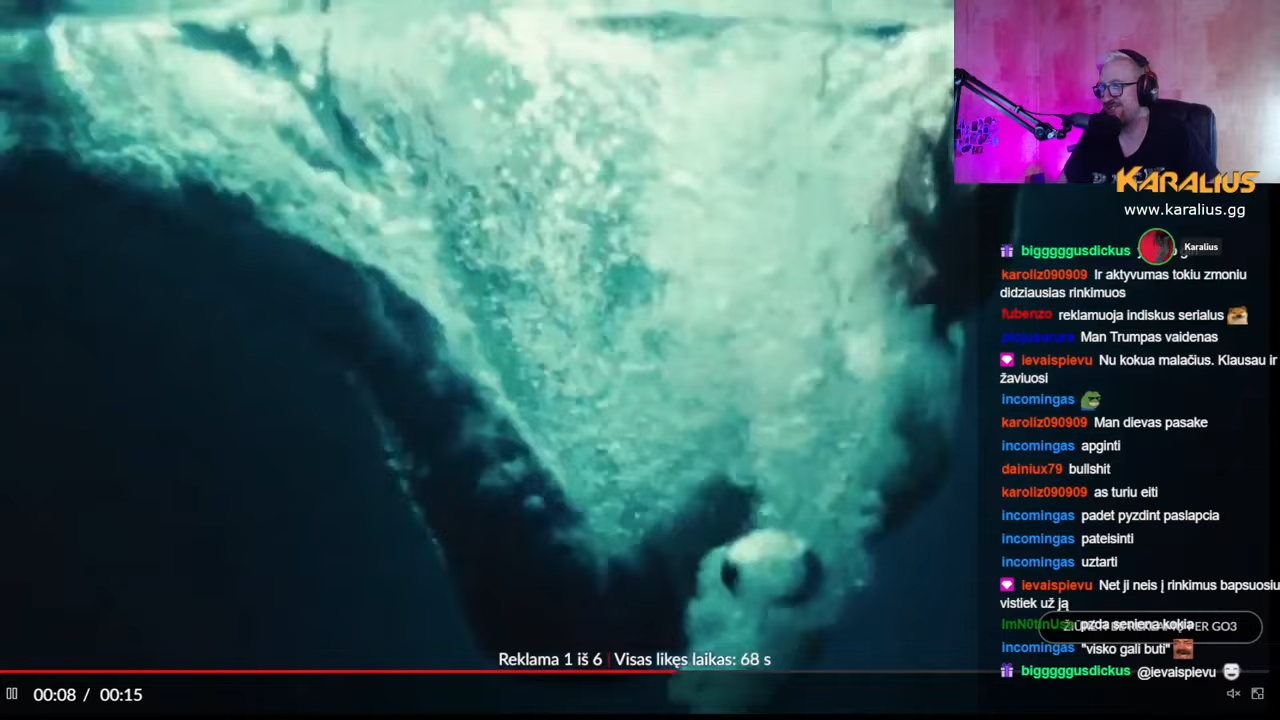 KARALIUS
www.karalius.gg
Karalius
bigggggusdickus
karoliz090909 Ir aktyvumas tokiu zmoniu
didziausias rinkimuos
fubenzo reklamuoja indiskus serialus
Man Trumpas vaidenas
ievaispievu Nu kokua malačius. Klausau ir
žaviuosi
incomingas
karoliz090909 Man dievas pasake
incomingas apginti
dainiux79 bullshit
karoliz090909 as turiu eiti
incomingas padet pyzdint paslapcia
incomingas pateisinti
incomingas uztarti
ievaispievu Net ji neis į rinkimus bapsuosiu
vistiek už ją
pzda seniena kokia
PER GO3
incomingas "visko gali buti"
bigggggusdickus @ievaispievu
Reklama 1 iš 6 | Visas likęs laikas: 68 s
00:08 / 00:15